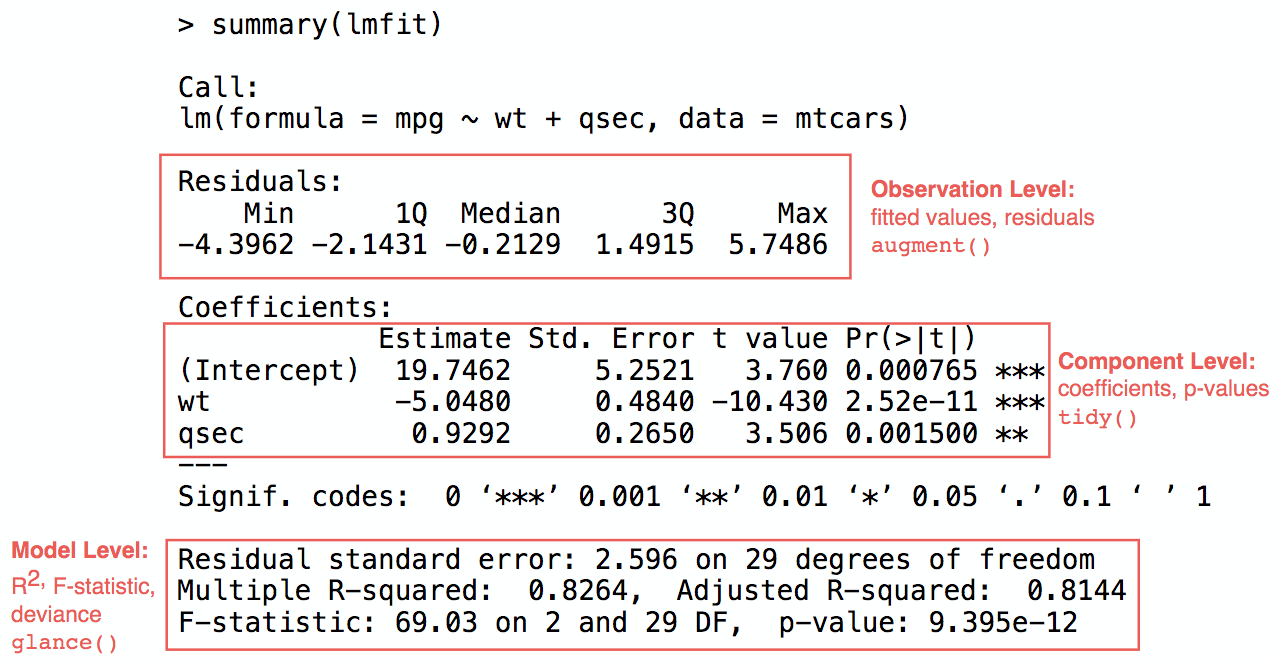 > summary(lmfit)
Call:
lm(formula = mpg ~ wt + qsec, data = mtcars)
Residuals:
Min 1Q Median 3Q Max
−4.3962 −2.1431 −0.2129 1.4915 5.7486
Observation Level:
fitted values, residuals
augment()
Coefficients:
Estimate Std. Error t value Pr(>|t|)
(Intercept) 19.7462 5.2521 3.760 0.000765 ***
wt −5.0480 0.4840 −10.430 2.52e−11 ***
qsec 0.9292 0.2650 3.506 0.001500 **
Component Level:
coefficients, p-values
tidy()
−−−
Signif. codes: 0 ‘***’ 0.001 ‘**’ 0.01 ‘*’ 0.05 ‘.’ 0.1 ‘ ’ 1
Model Level:
R², F-statistic,
deviance
glance()
Residual standard error: 2.596 on 29 degrees of freedom
Multiple R−squared: 0.8264, Adjusted R−squared: 0.8144
F−statistic: 69.03 on 2 and 29 DF, p−value: 9.395e−12